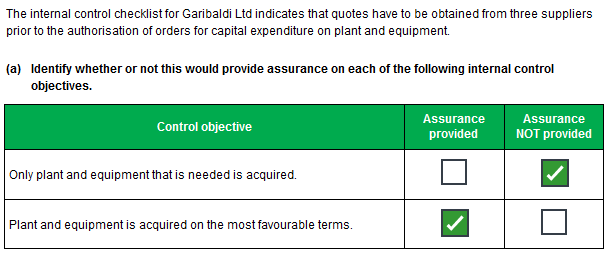 The internal control checklist for Garibaldi Ltd indicates that quotes have to be obtained from three suppliers
prior to the authorisation of orders for capital expenditure on plant and equipment.
(a) Identify whether or not this would provide assurance on each of the following internal control
objectives.
Control objective
Assurance
provided
Assurance
NOT provided
Only plant and equipment that is needed is acquired.
Plant and equipment is acquired on the most favourable terms.